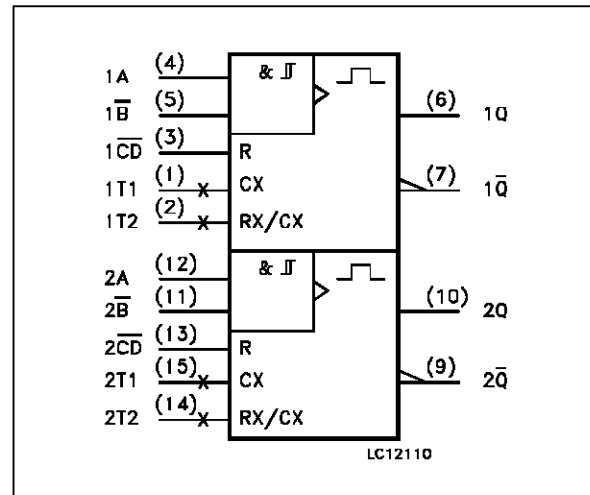 1A (4) & ⎎
1B̅ (5) (6) 1Q
1C̅D̅ (3) R
1T1 (1) CX (7) 1Q̅
1T2 (2) RX/CX
2A (12) & ⎎
2B̅ (11) (10) 2Q
2C̅D̅ (13) R
2T1 (15) CX (9) 2Q̅
2T2 (14) RX/CX
LC12110